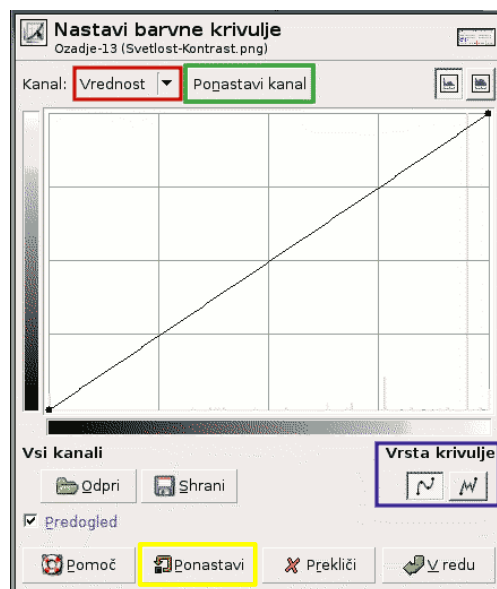 Nastavi barvne krivulje
Ozadje-13 (Svetlost-Kontrast.png)
Kanal: Vrednost Ponastavi kanal
Vsi kanali Vrsta krivulje
Odpri Shrani
Predogled
Pomoč Ponastavi Prekliči V redu